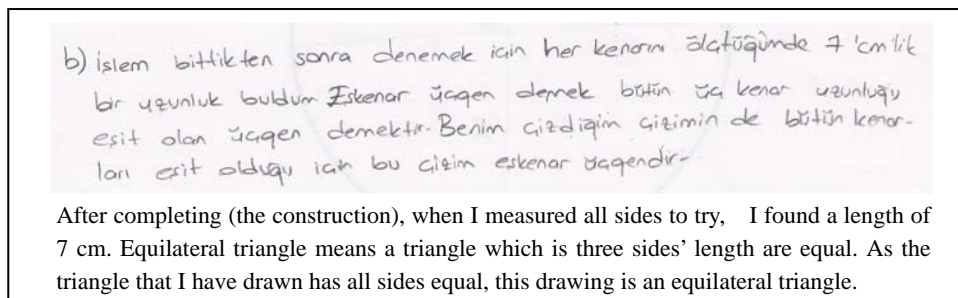 b) işlem bittikten sonra denemek için her kenarını ölçtüğümde 7'cm'lik
bir uzunluk buldum. Eşkenar üçgen demek bütün üç kenar uzunluğu
eşit olan üçgen demektir. Benim çizdiğim çizimin de bütün kenar-
ları eşit olduğu için bu çizim eşkenar üçgendir.
After completing (the construction), when I measured all sides to try, I found a length of
7 cm. Equilateral triangle means a triangle which is three sides' length are equal. As the
triangle that I have drawn has all sides equal, this drawing is an equilateral triangle.